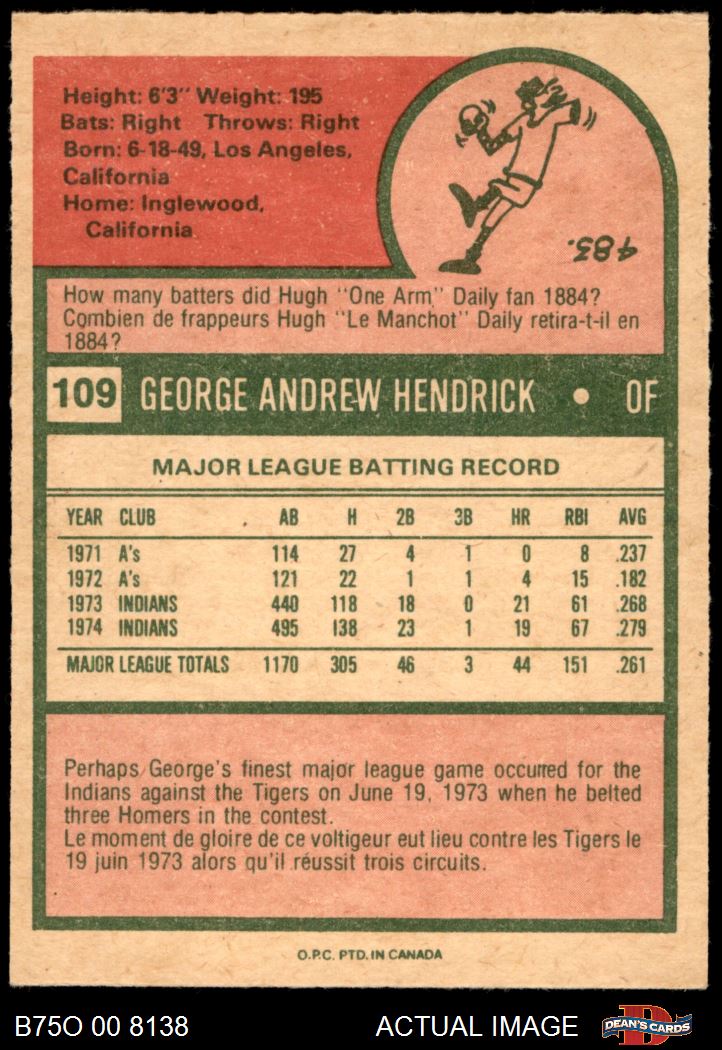 Height: 6'3" Weight: 195
Bats: Right Throws: Right
Born: 6-18-49, Los Angeles,
California
Home: Inglewood,
California
483.
How many batters did Hugh "One Arm" Daily fan 1884?
Combien de frappeurs Hugh "Le Manchot" Daily retira-t-il en
1884?
109 GEORGE ANDREW HENDRICK • OF
MAJOR LEAGUE BATTING RECORD
YEAR CLUB AB H 2B 3B HR RBI AVG
1971 A's 114 27 4 1 0 8 .237
1972 A's 121 22 1 1 4 15 .182
1973 INDIANS 440 118 18 0 21 61 .268
1974 INDIANS 495 138 23 1 19 67 .279
MAJOR LEAGUE TOTALS 1170 305 46 3 44 151 .261
Perhaps George's finest major league game occurred for the
Indians against the Tigers on June 19, 1973 when he belted
three Homers in the contest.
Le moment de gloire de ce voltigeur eut lieu contre les Tigers le
19 juin 1973 alors qu'il réussit trois circuits.
O.P.C. PTD. IN CANADA
B75O 00 8138 ACTUAL IMAGE D DEAN'S CARDS